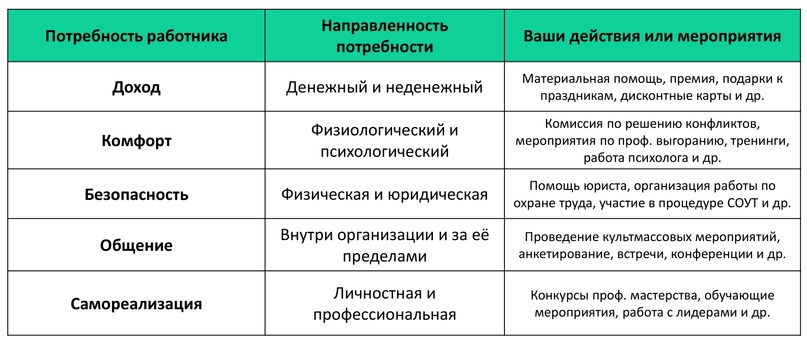 Потребность работника
Направленность
потребности
Ваши действия или мероприятия
Доход
Денежный и неденежный
Материальная помощь, премия, подарки к
праздникам, дисконтные карты и др.
Комфорт
Физиологический и
психологический
Комиссия по решению конфликтов,
мероприятия по проф. выгоранию, тренинги,
работа психолога и др.
Безопасность
Физическая и юридическая
Помощь юриста, организация работы по
охране труда, участие в процедуре СОУТ и др.
Общение
Внутри организации и за её
пределами
Проведение культмассовых мероприятий,
анкетирование, встречи, конференции и др.
Самореализация
Личностная и
профессиональная
Конкурсы проф. мастерства, обучающие
мероприятия, работа с лидерами и др.